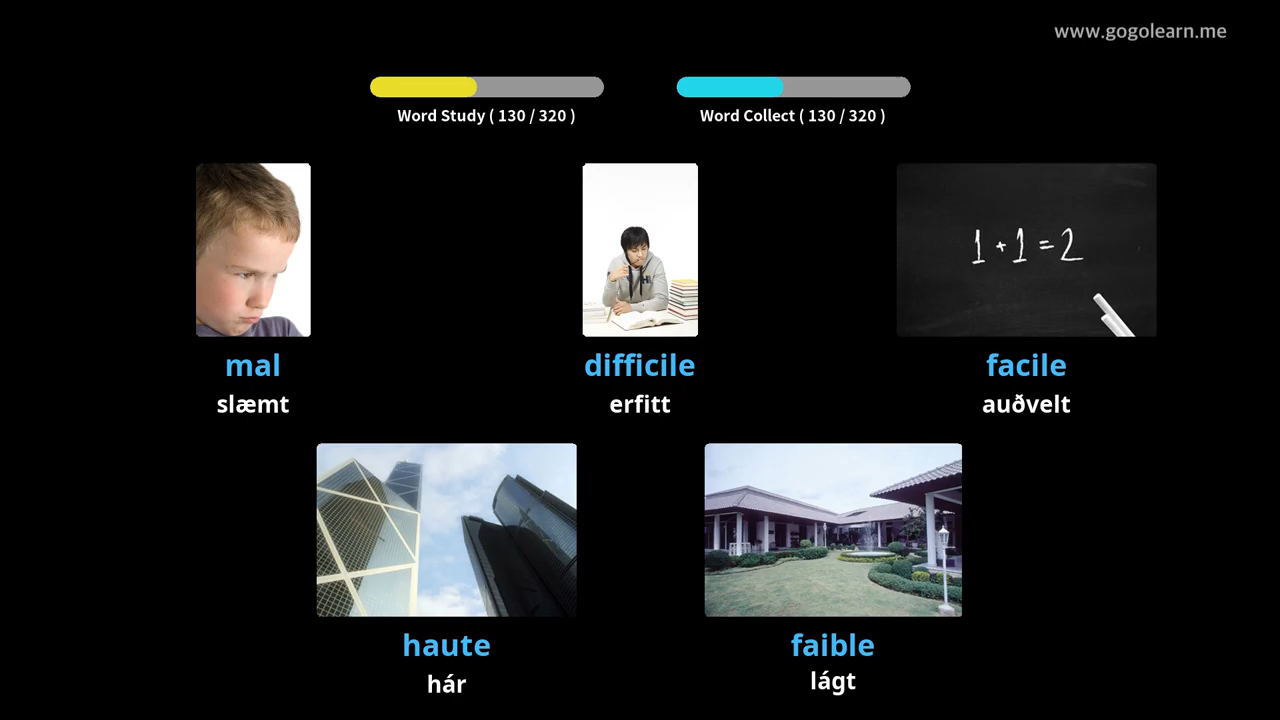 www.gogolearn.me
Word Study ( 130 / 320 )
Word Collect ( 130 / 320 )
1 + 1 = 2
mal
slæmt
difficile
erfitt
facile
auðvelt
haute
hár
faible
lágt